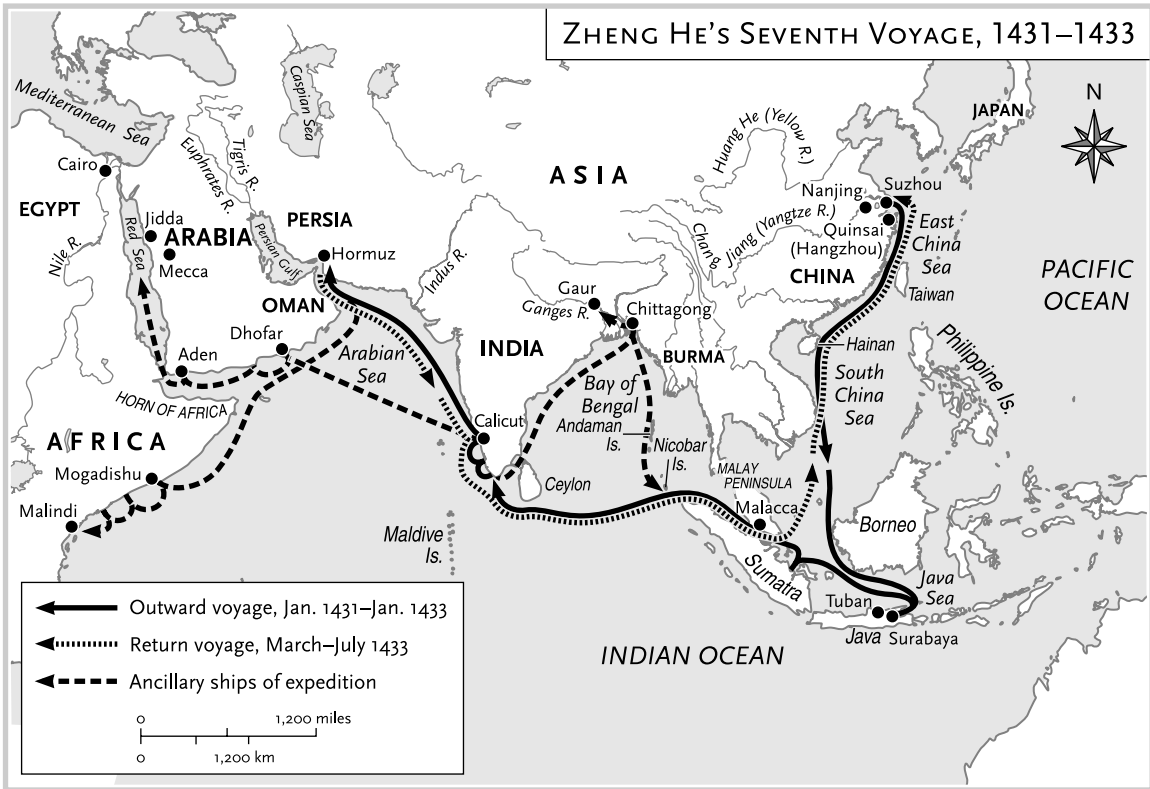 ZHENG HE'S SEVENTH VOYAGE, 1431–1433
Mediterranean Sea
Caspian Sea
JAPAN
N
Huang He (Yellow R.)
Tigris R.
Euphrates R.
Cairo
ASIA
Nanjing
Suzhou
EGYPT
PERSIA
Jidda
Red Sea
ARABIA
Persian Gulf
Hormuz
Nile R.
Mecca
Indus R.
Chang Jiang (Yangtze R.)
Quinsai
(Hangzhou)
East
China
Sea
PACIFIC
OCEAN
CHINA
Taiwan
OMAN
Gaur
Ganges R.
Chittagong
Dhofar
Arabian
Sea
INDIA
BURMA
Hainan
Philippine Is.
Aden
South
China
Sea
HORN OF AFRICA
Bay of
Bengal
Andaman
Is.
AFRICA
Calicut
Nicobar
Is.
MALAY
PENINSULA
Mogadishu
Ceylon
Malacca
Malindi
Borneo
Maldive
Is.
Sumatra
Java
Sea
Tuban
Java
Surabaya
INDIAN OCEAN
Outward voyage, Jan. 1431–Jan. 1433
Return voyage, March–July 1433
Ancillary ships of expedition
0 1,200 miles
0 1,200 km